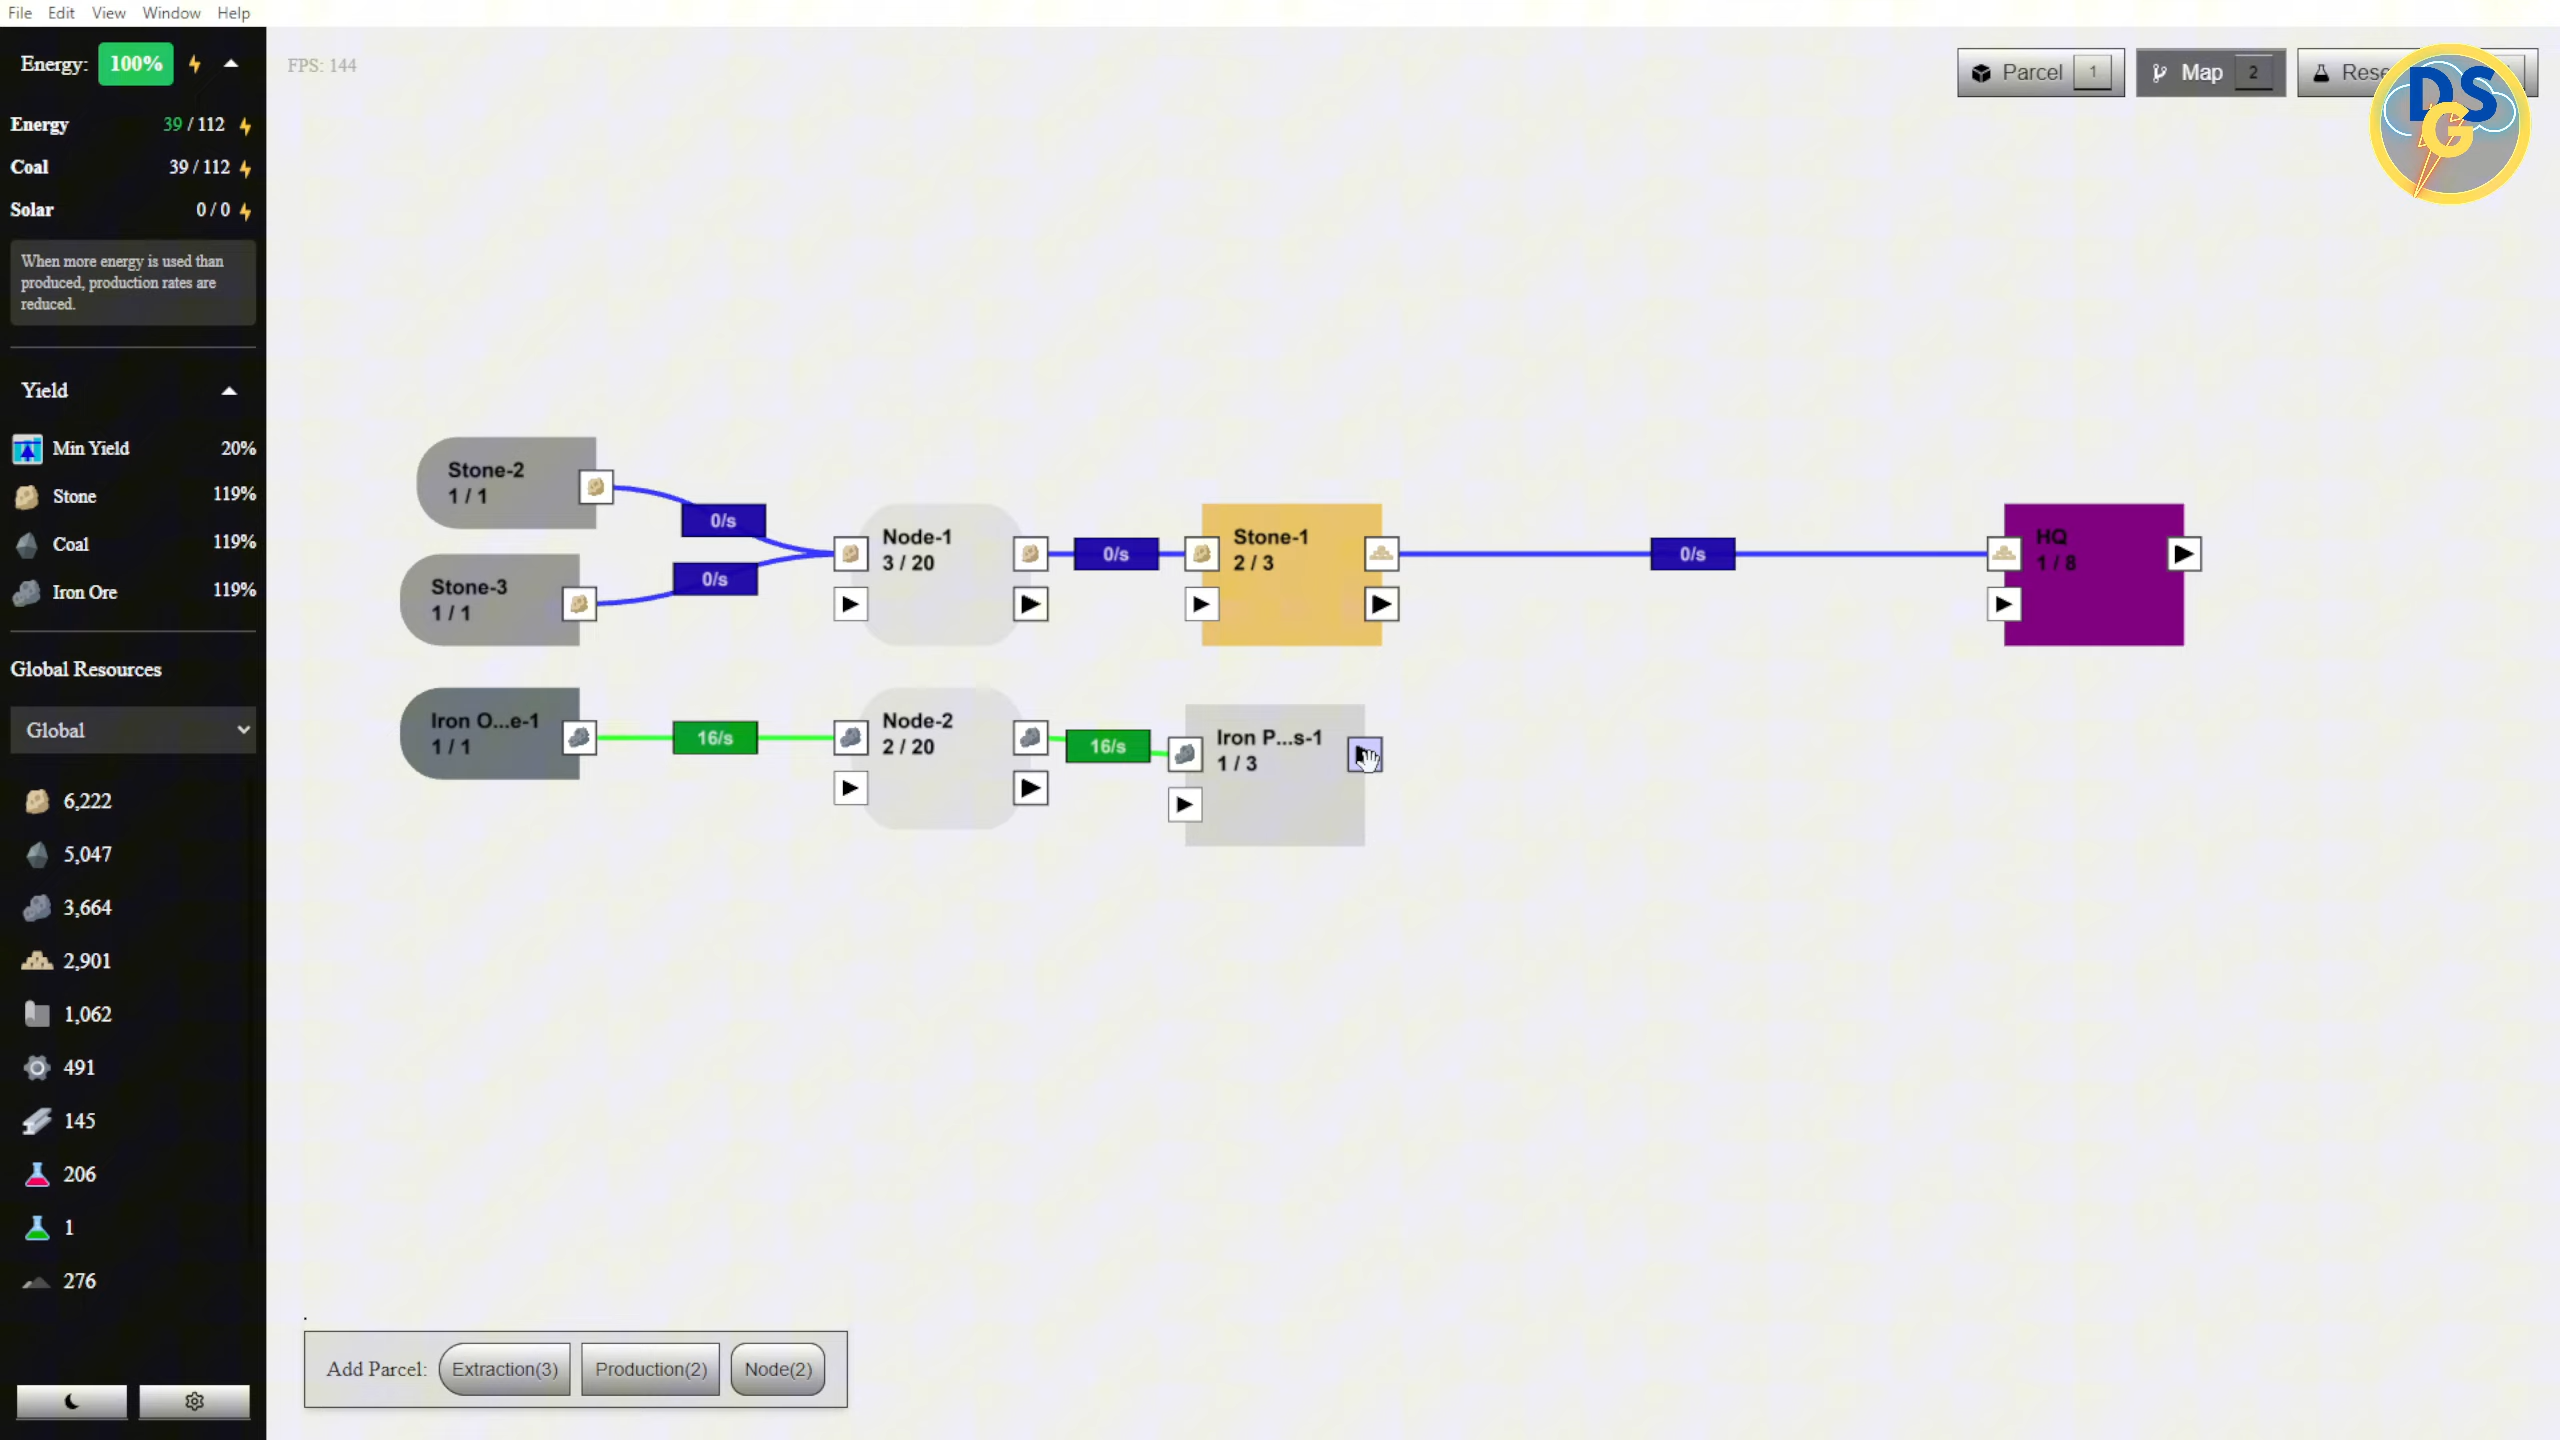 File Edit View Window Help
Energy: 100%
FPS: 144
Parcel 1
Map 2
Rese
DSG
Energy 39 / 112
Coal 39 / 112
Solar 0 / 0
When more energy is used than
produced, production rates are
reduced.
Yield
Min Yield 20%
Stone 119%
Coal 119%
Iron Ore 119%
Global Resources
Global
6,222
5,047
3,664
2,901
1,062
491
145
206
1
276
Stone-2
1 / 1
0/s
Stone-3
1 / 1
0/s
Node-1
3 / 20
0/s
Stone-1
2 / 3
0/s
HQ
1 / 8
Iron O...e-1
1 / 1
16/s
Node-2
2 / 20
16/s
Iron P...s-1
1 / 3
Add Parcel: Extraction(3) Production(2) Node(2)